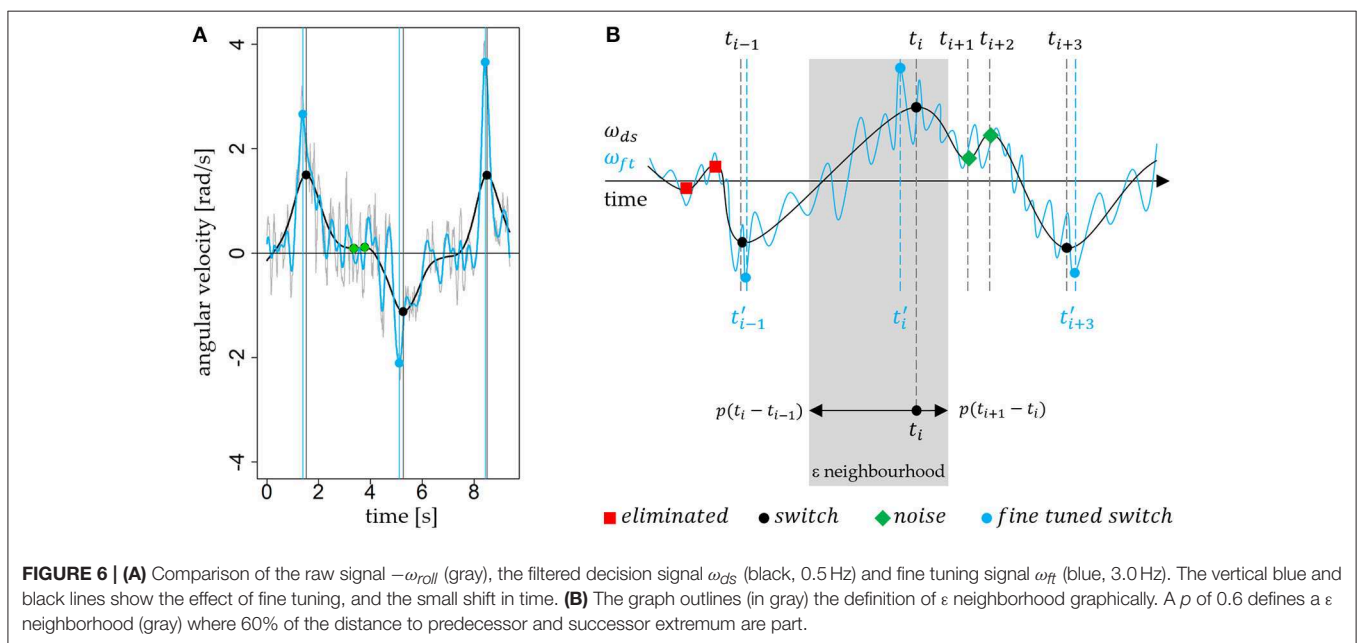 A
angular velocity [rad/s]
4
2
0
-2
-4
0 2 4 6 8
time [s]
B
t_{i-1} t_i t_{i+1} t_{i+2} t_{i+3}
ω_{ds}
ω_{ft}
time
t'_{i-1} t'_i t'_{i+3}
p(t_i − t_{i-1}) p(t_{i+1} − t_i)
t_i
ε neighbourhood
eliminated switch noise fine tuned switch
FIGURE 6 | (A) Comparison of the raw signal −ω_{roll} (gray), the filtered decision signal ω_{ds} (black, 0.5 Hz) and fine tuning signal ω_{ft} (blue, 3.0 Hz). The vertical blue and
black lines show the effect of fine tuning, and the small shift in time. (B) The graph outlines (in gray) the definition of ε neighborhood graphically. A p of 0.6 defines a ε
neighborhood (gray) where 60% of the distance to predecessor and successor extremum are part.